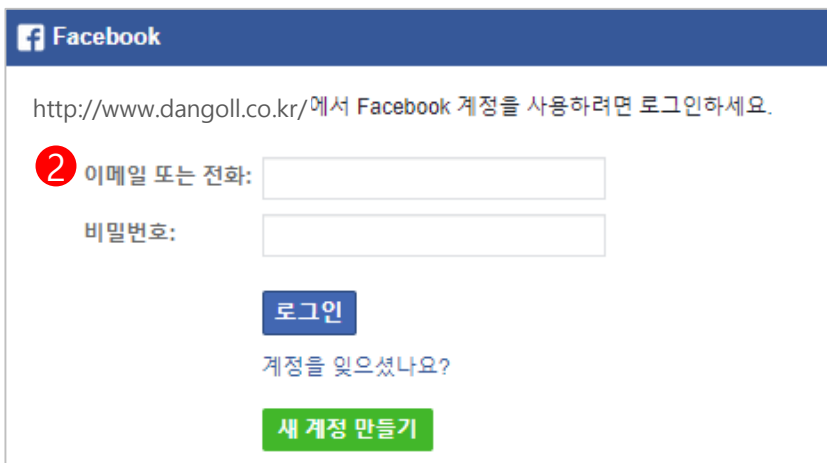 Facebook
http://www.dangoll.co.kr/에서 Facebook 계정을 사용하려면 로그인하세요.
2 이메일 또는 전화:
비밀번호:
로그인
계정을 잊으셨나요?
새 계정 만들기